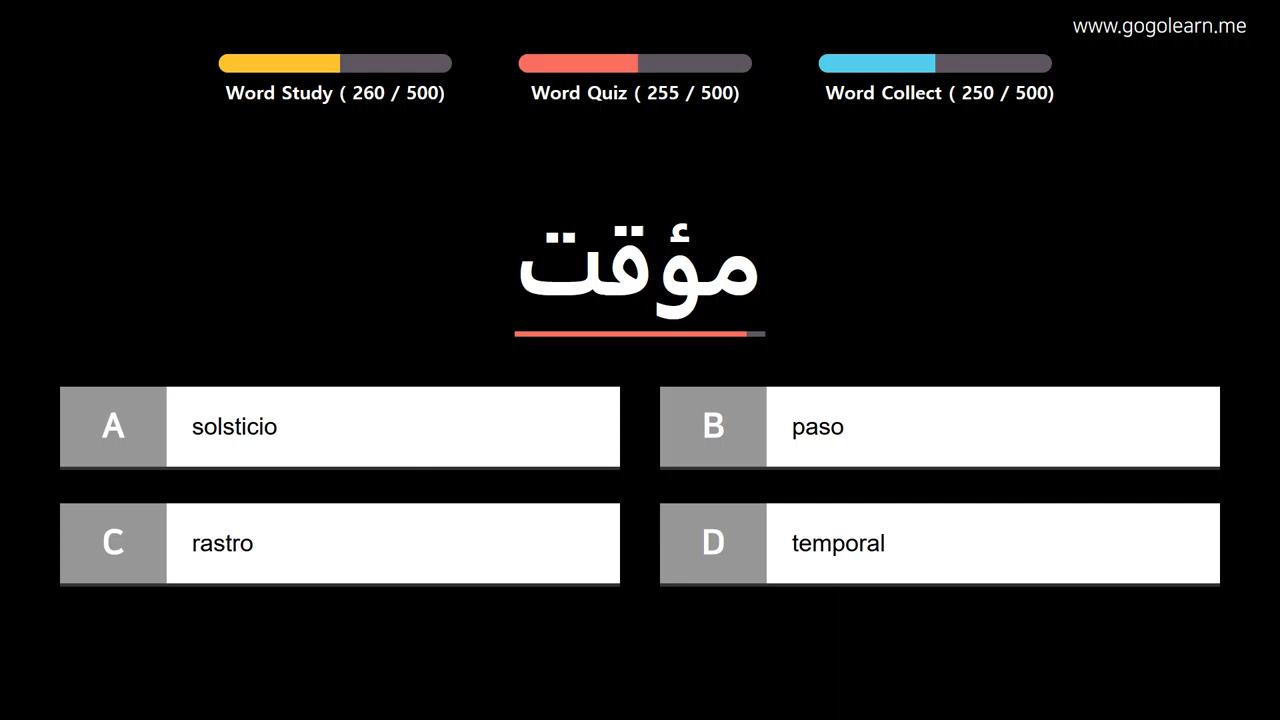 www.gogolearn.me
Word Study ( 260 / 500)
Word Quiz ( 255 / 500)
Word Collect ( 250 / 500)
مؤقت
A
solsticio
B
paso
C
rastro
D
temporal